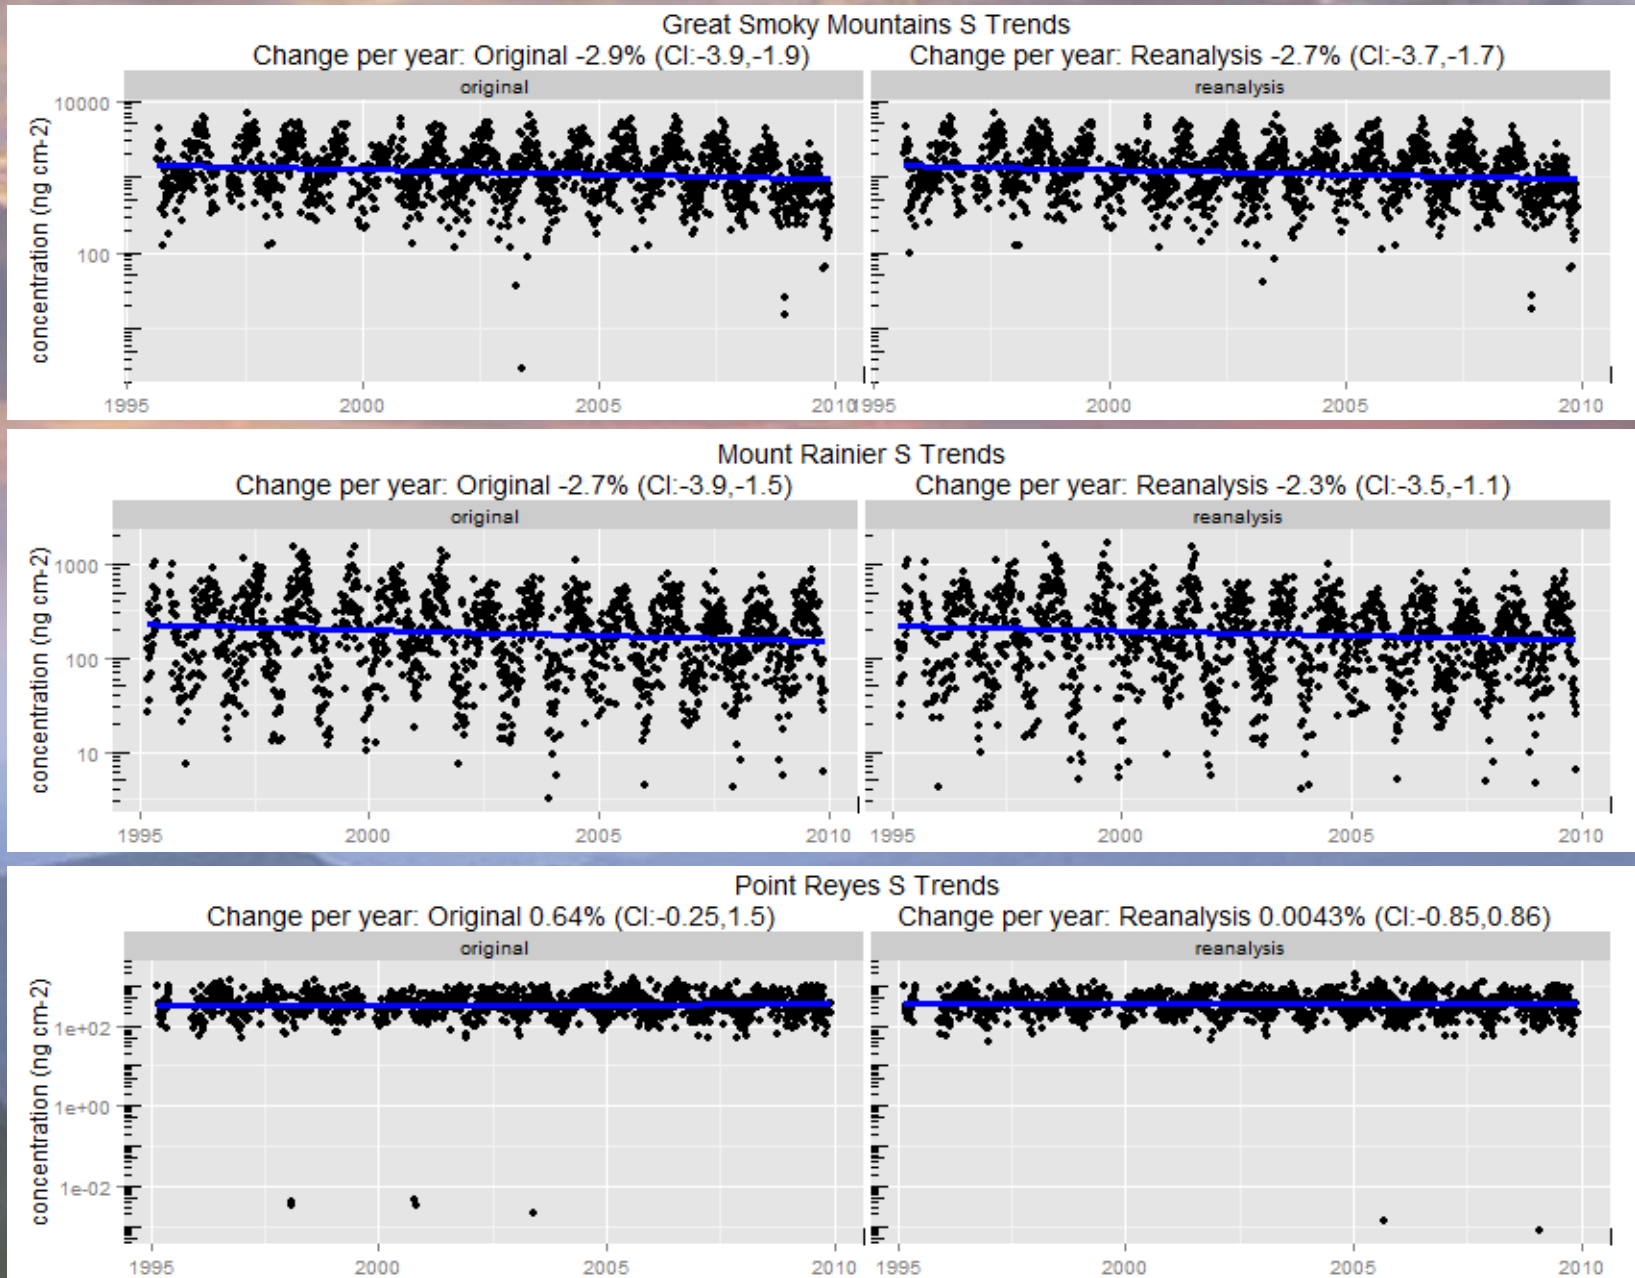 Great Smoky Mountains S Trends
Change per year: Original -2.9% (CI:-3.9,-1.9)
Change per year: Reanalysis -2.7% (CI:-3.7,-1.7)
original
reanalysis
concentration (ng cm-2)
10000
100
1995
2000
2005
2010
1995
2000
2005
2010
Mount Rainier S Trends
Change per year: Original -2.7% (CI:-3.9,-1.5)
Change per year: Reanalysis -2.3% (CI:-3.5,-1.1)
original
reanalysis
concentration (ng cm-2)
1000
100
10
1995
2000
2005
2010
1995
2000
2005
2010
Point Reyes S Trends
Change per year: Original 0.64% (CI:-0.25,1.5)
Change per year: Reanalysis 0.0043% (CI:-0.85,0.86)
original
reanalysis
concentration (ng cm-2)
1e+02
1e+00
1e-02
1995
2000
2005
2010
1995
2000
2005
2010